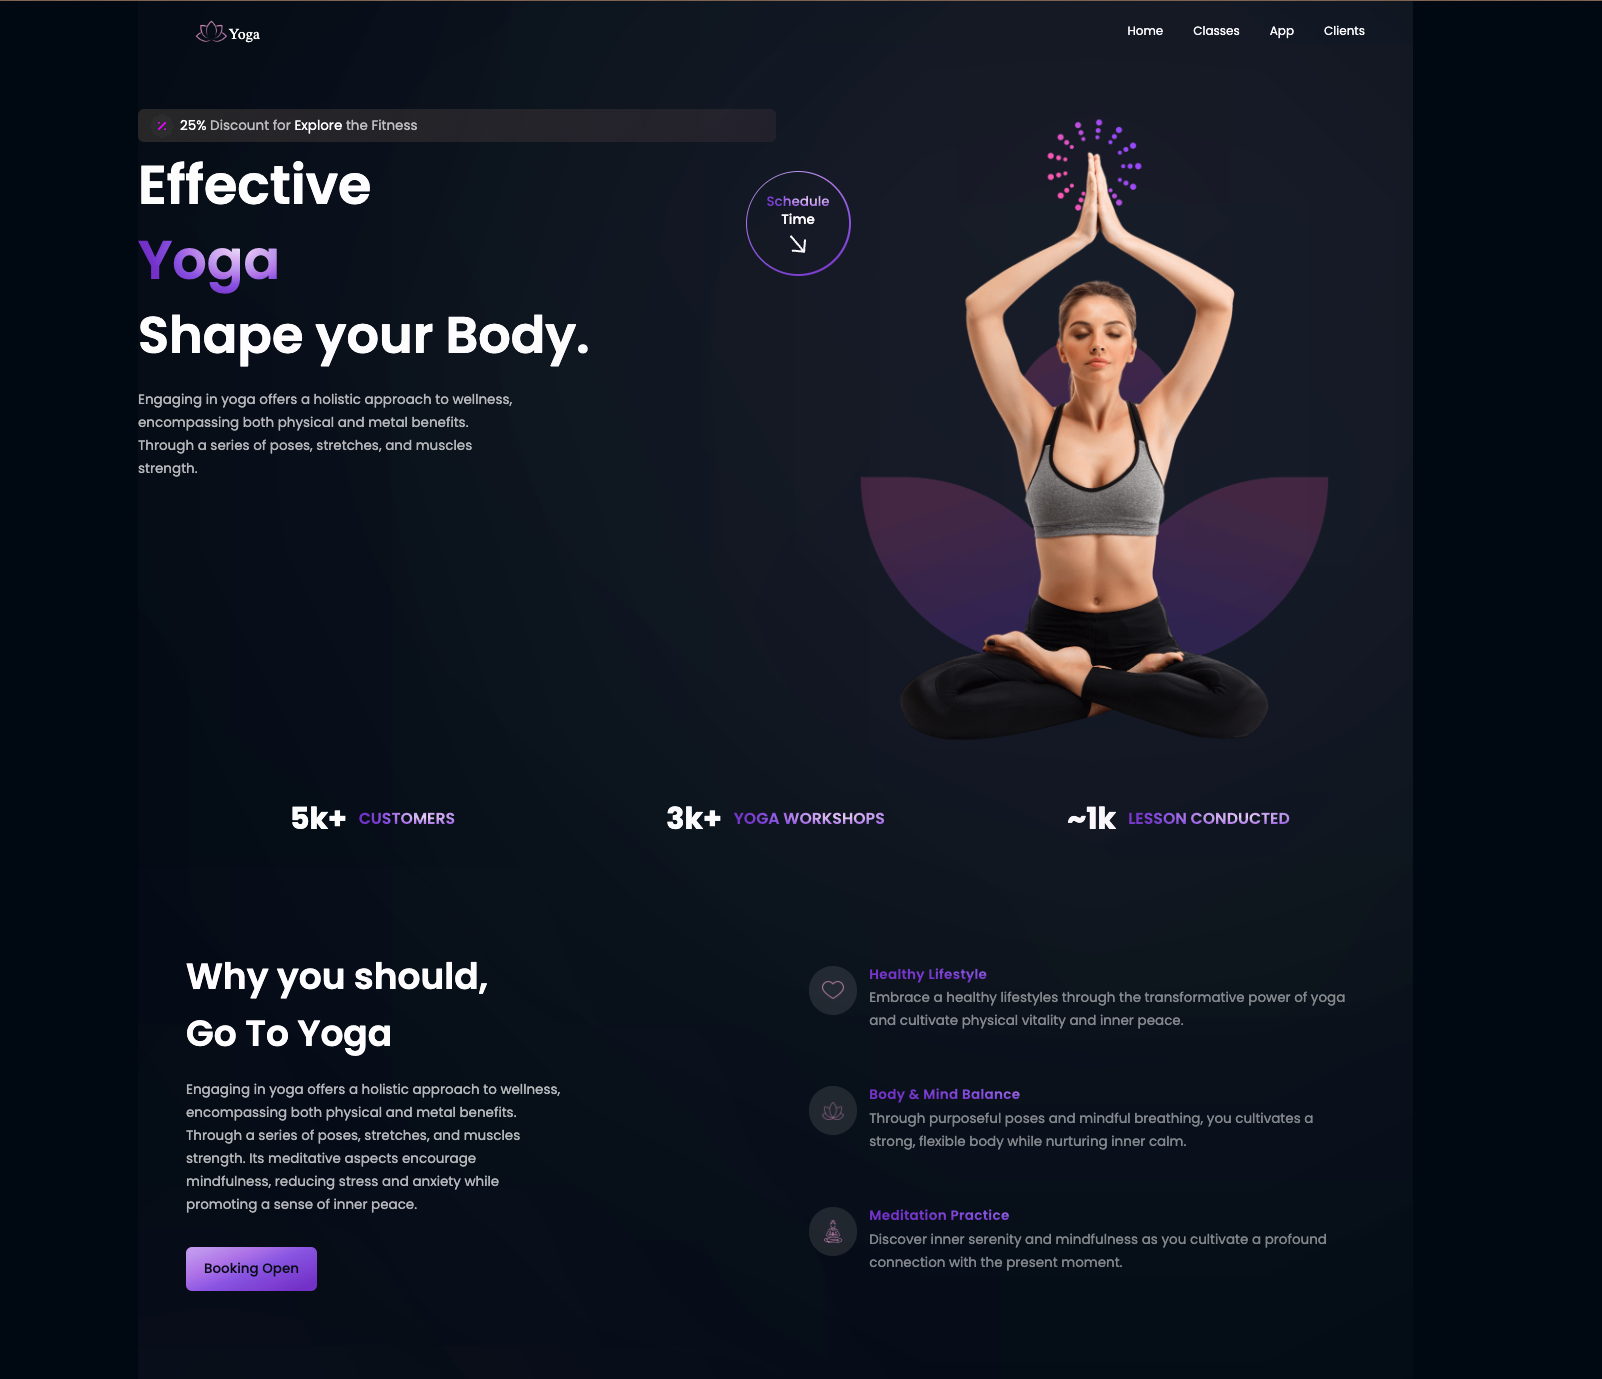 Yoga
Home Classes App Clients
25% Discount for Explore the Fitness
Effective
Yoga
Shape your Body.
Engaging in yoga offers a holistic approach to wellness,
encompassing both physical and metal benefits.
Through a series of poses, stretches, and muscles
strength.
Schedule
Time
5k+ CUSTOMERS
3k+ YOGA WORKSHOPS
~1k LESSON CONDUCTED
Why you should,
Go To Yoga
Engaging in yoga offers a holistic approach to wellness,
encompassing both physical and metal benefits.
Through a series of poses, stretches, and muscles
strength. Its meditative aspects encourage
mindfulness, reducing stress and anxiety while
promoting a sense of inner peace.
Booking Open
Healthy Lifestyle
Embrace a healthy lifestyles through the transformative power of yoga
and cultivate physical vitality and inner peace.
Body & Mind Balance
Through purposeful poses and mindful breathing, you cultivates a
strong, flexible body while nurturing inner calm.
Meditation Practice
Discover inner serenity and mindfulness as you cultivate a profound
connection with the present moment.